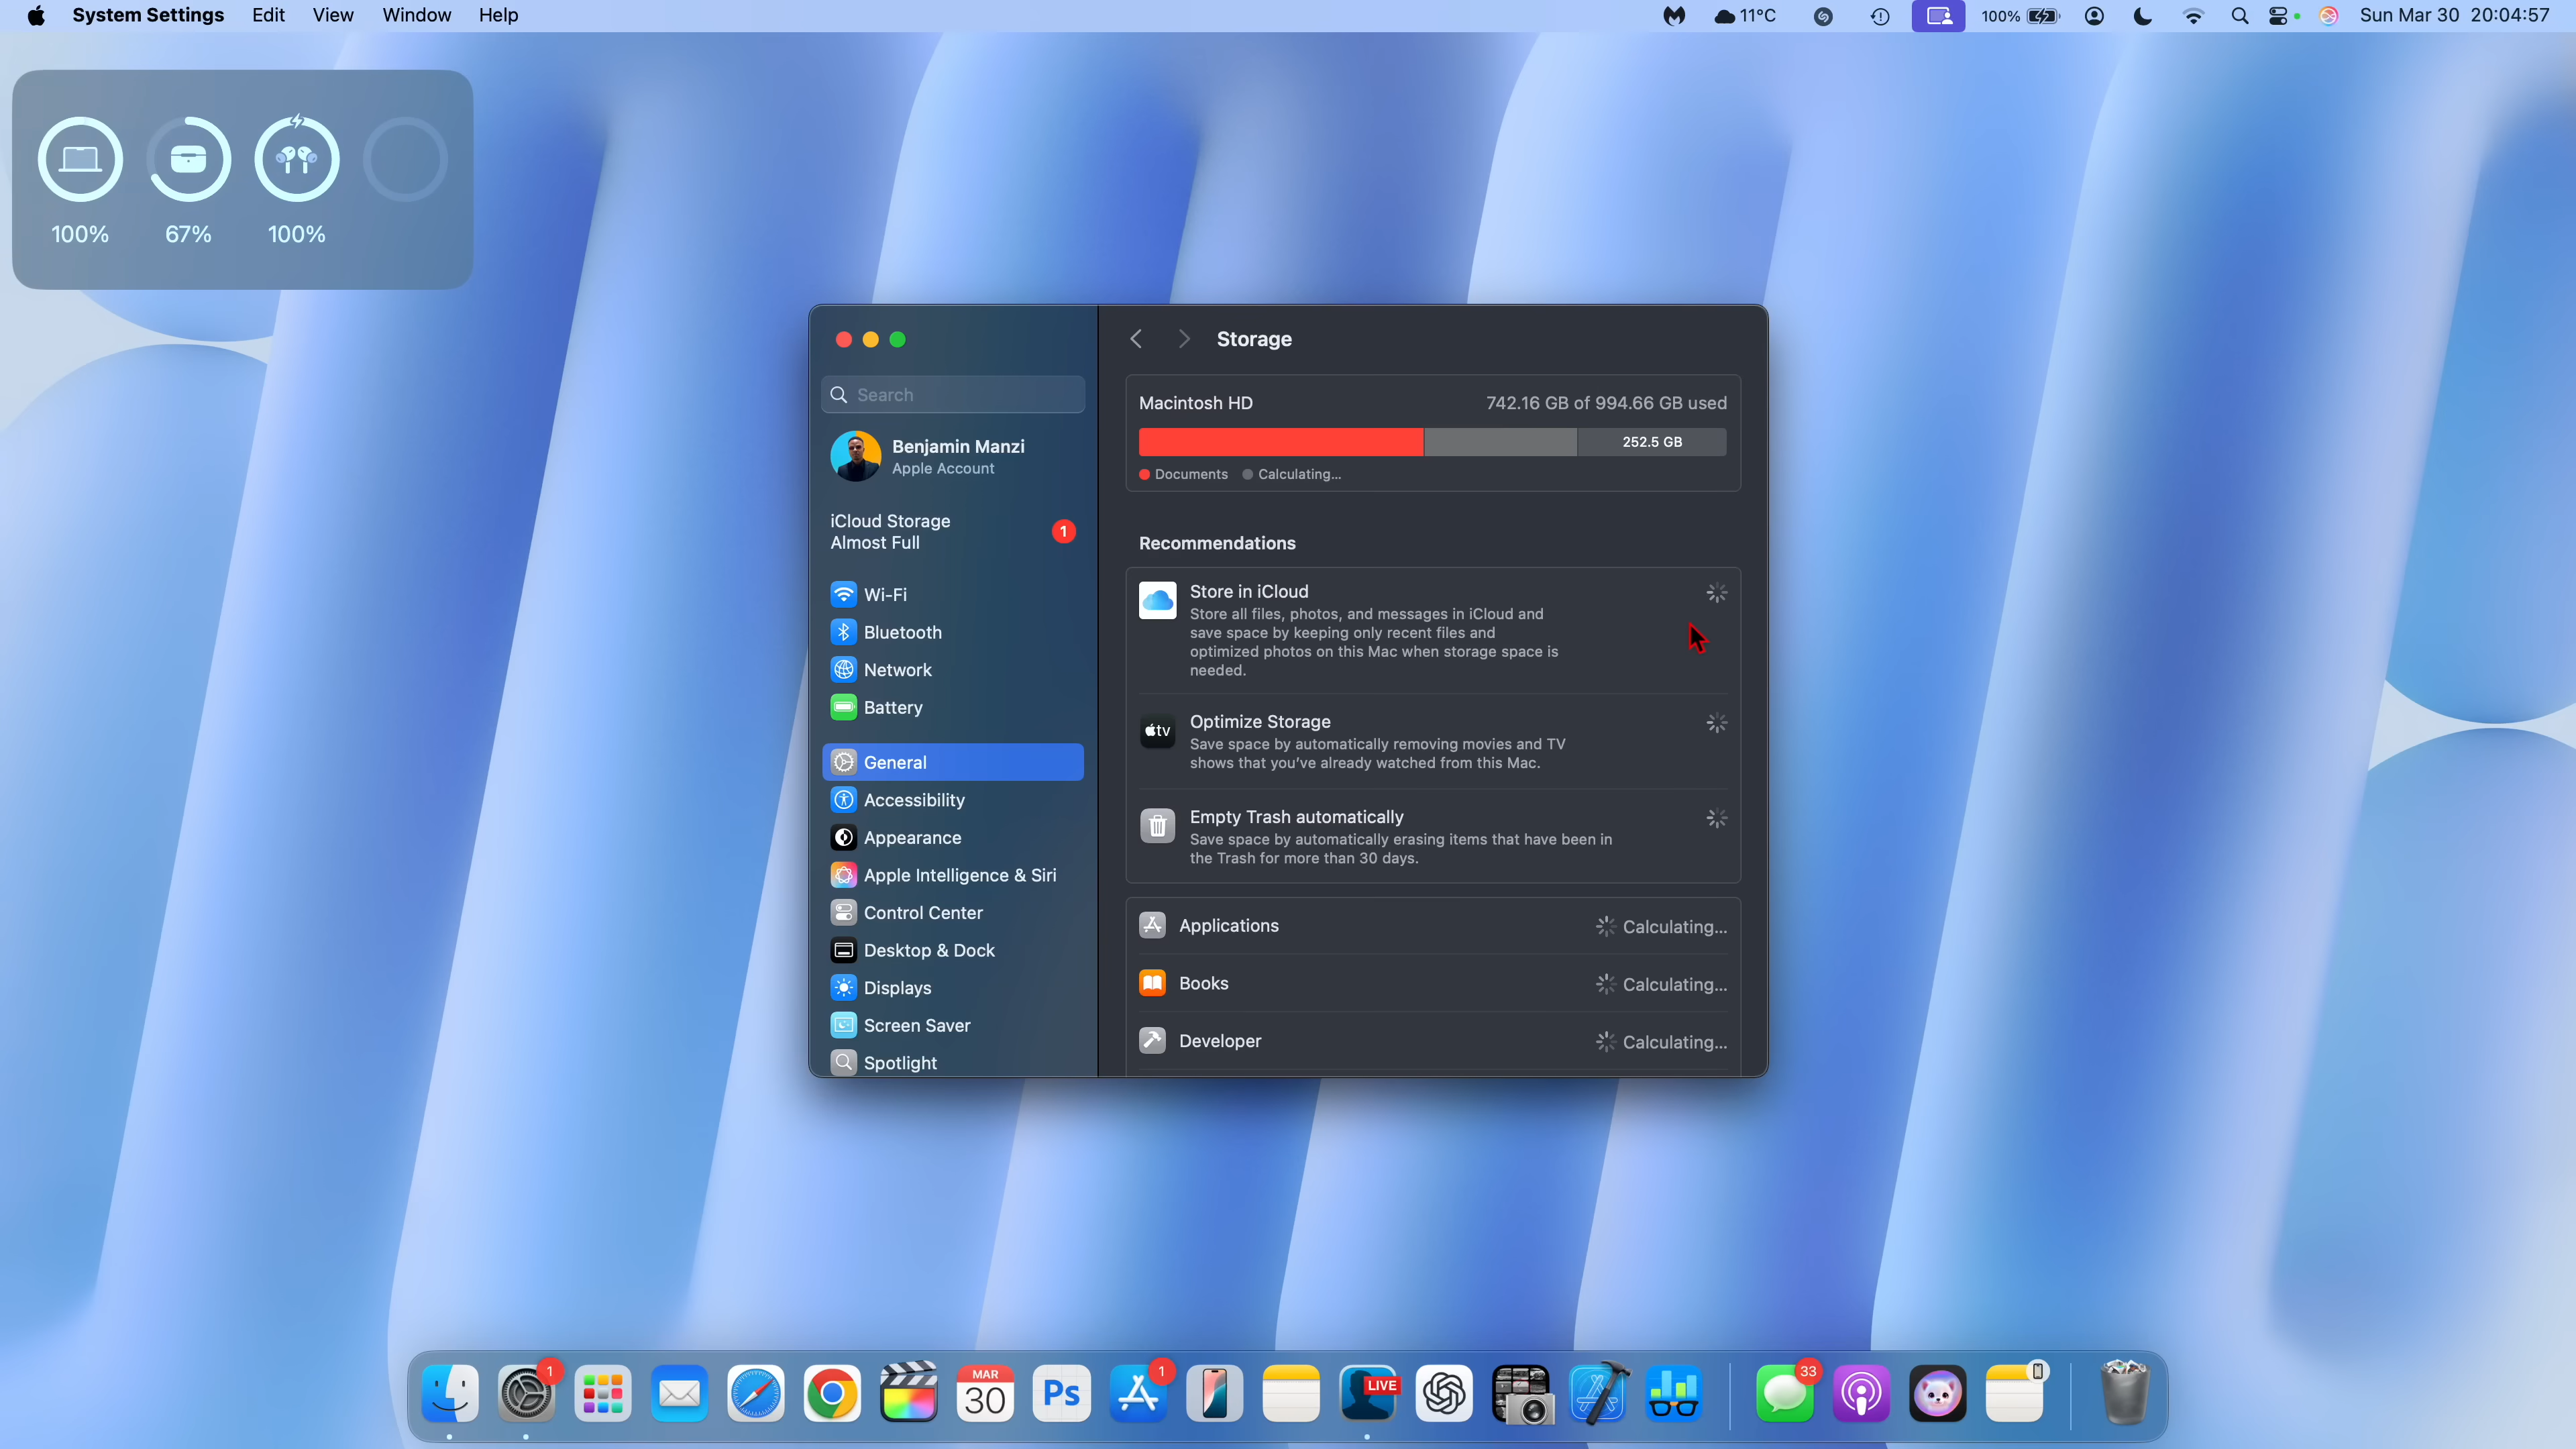 System Settings Edit View Window Help
11°C 100% Sun Mar 30 20:04:57
100% 67% 100%
Storage
Search
Benjamin Manzi
Apple Account
iCloud Storage
Almost Full
1
Wi-Fi
Bluetooth
Network
Battery
General
Accessibility
Appearance
Apple Intelligence & Siri
Control Center
Desktop & Dock
Displays
Screen Saver
Spotlight
Macintosh HD 742.16 GB of 994.66 GB used
252.5 GB
Documents Calculating...
Recommendations
Store in iCloud
Store all files, photos, and messages in iCloud and
save space by keeping only recent files and
optimized photos on this Mac when storage space is
needed.
tv
Optimize Storage
Save space by automatically removing movies and TV
shows that you've already watched from this Mac.
Empty Trash automatically
Save space by automatically erasing items that have been in
the Trash for more than 30 days.
Applications Calculating...
Books Calculating...
Developer Calculating...
1
MAR
30
Ps
1
LIVE
33